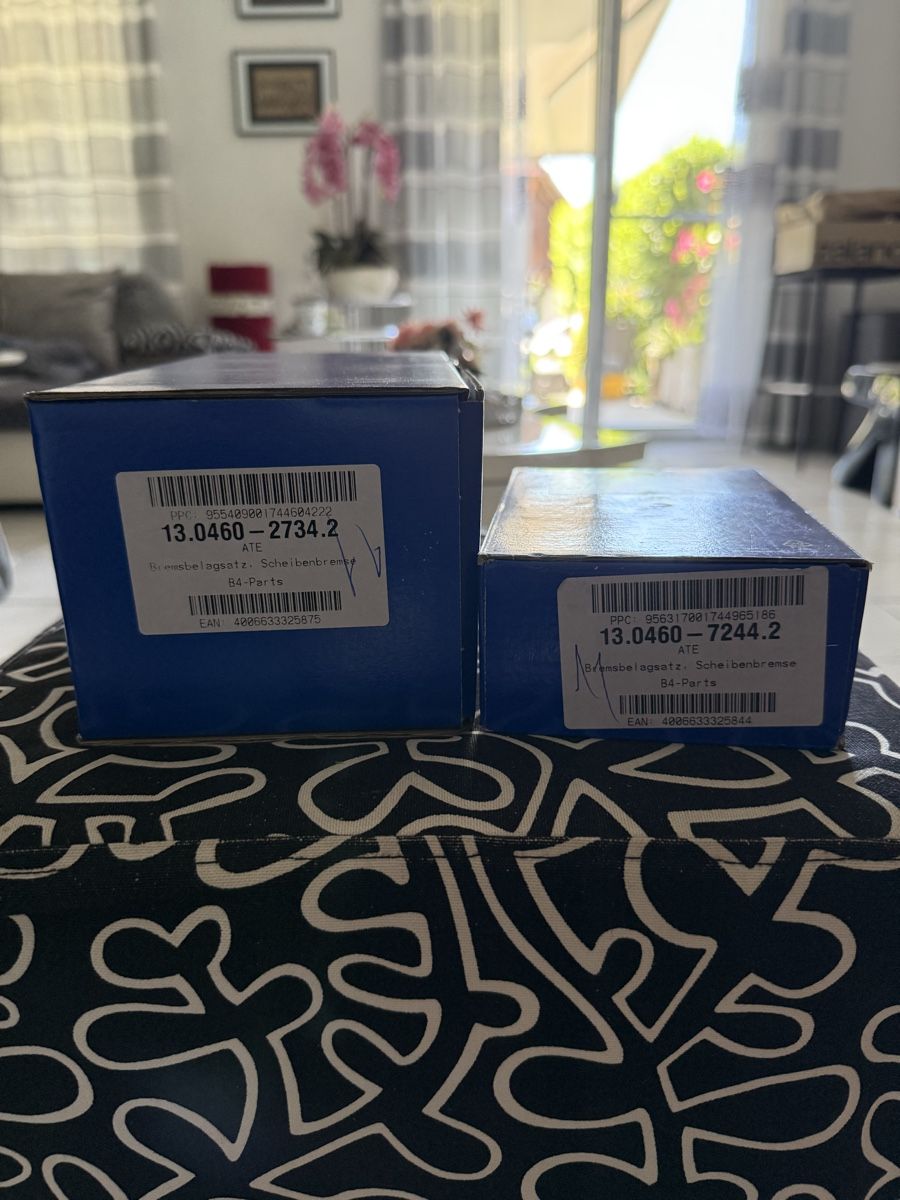 PPC: 955409001744604222
13.0460-2734.2
ATE
Bremsbelagsatz, Scheibenbremse
B4-Parts
EAN: 4006633325875
PPC: 9563170001744965186
13.0460-7244.2
ATE
Bremsbelagsatz, Scheibenbremse
B4-Parts
EAN: 4006633325844